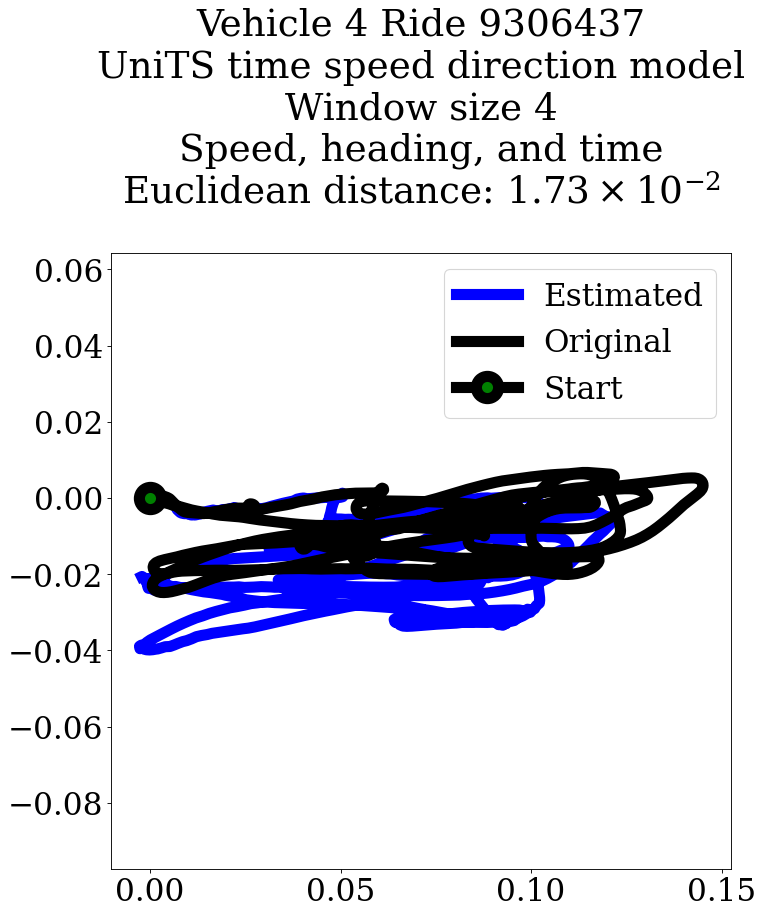 Vehicle 4 Ride 9306437
UniTS time speed direction model
Window size 4
Speed, heading, and time
Euclidean distance: 1.73 × 10⁻²
Estimated
Original
Start
0.06
0.04
0.02
0.00
−0.02
−0.04
−0.06
−0.08
0.00 0.05 0.10 0.15